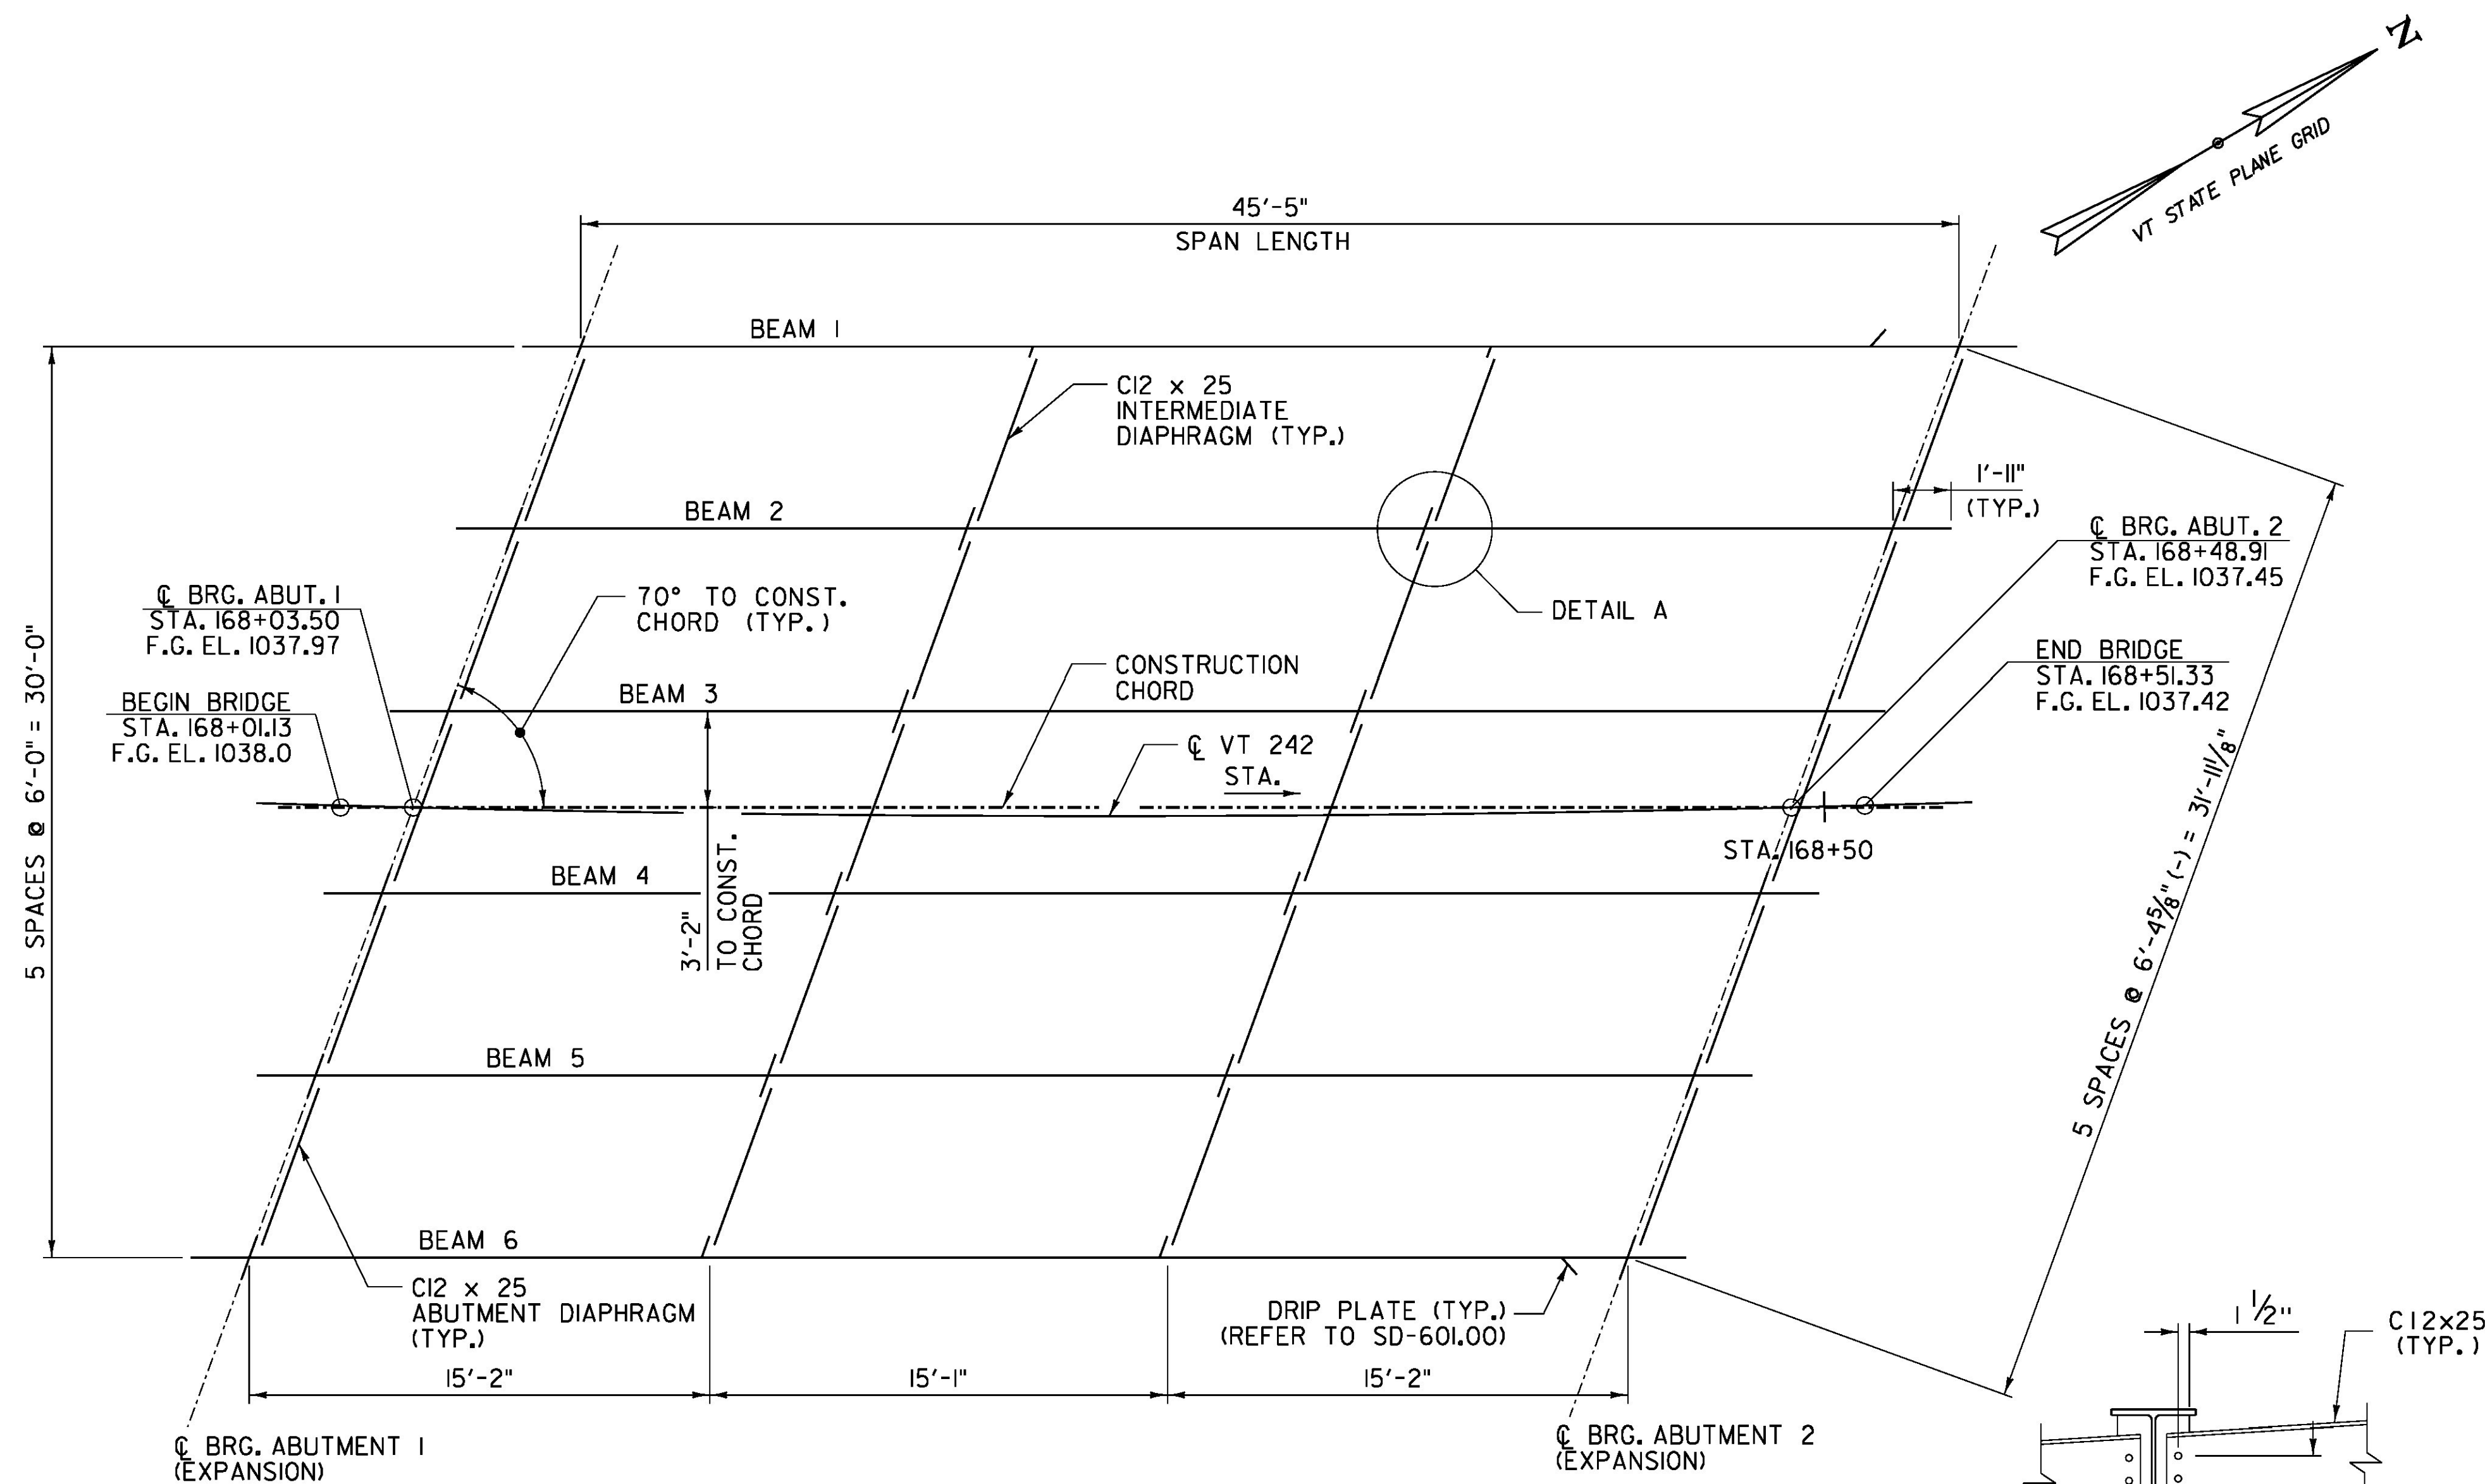 N
VT STATE PLANE GRID
45'-5"
SPAN LENGTH
BEAM 1
C12 x 25
INTERMEDIATE
DIAPHRAGM (TYP.)
BEAM 2
1'-11"
(TYP.)
℄ BRG. ABUT. 2
STA. 168+48.91
F.G. EL. 1037.45
℄ BRG. ABUT. 1
STA. 168+03.50
F.G. EL. 1037.97
70° TO CONST.
CHORD (TYP.)
DETAIL A
5 SPACES @ 6'-0" = 30'-0"
BEGIN BRIDGE
STA. 168+01.13
F.G. EL. 1038.0
BEAM 3
CONSTRUCTION
CHORD
END BRIDGE
STA. 168+51.33
F.G. EL. 1037.42
℄ VT 242
STA.
STA. 168+50
BEAM 4
3'-2"
TO CONST.
CHORD
5 SPACES @ 6'-4 5/8" (-) = 31'-11 1/8"
BEAM 5
BEAM 6
C12 x 25
ABUTMENT DIAPHRAGM
(TYP.)
DRIP PLATE (TYP.)
(REFER TO SD-601.00)
1 1/2"
C12x25
(TYP.)
15'-2"
15'-1"
15'-2"
℄ BRG. ABUTMENT 1
(EXPANSION)
℄ BRG. ABUTMENT 2
(EXPANSION)